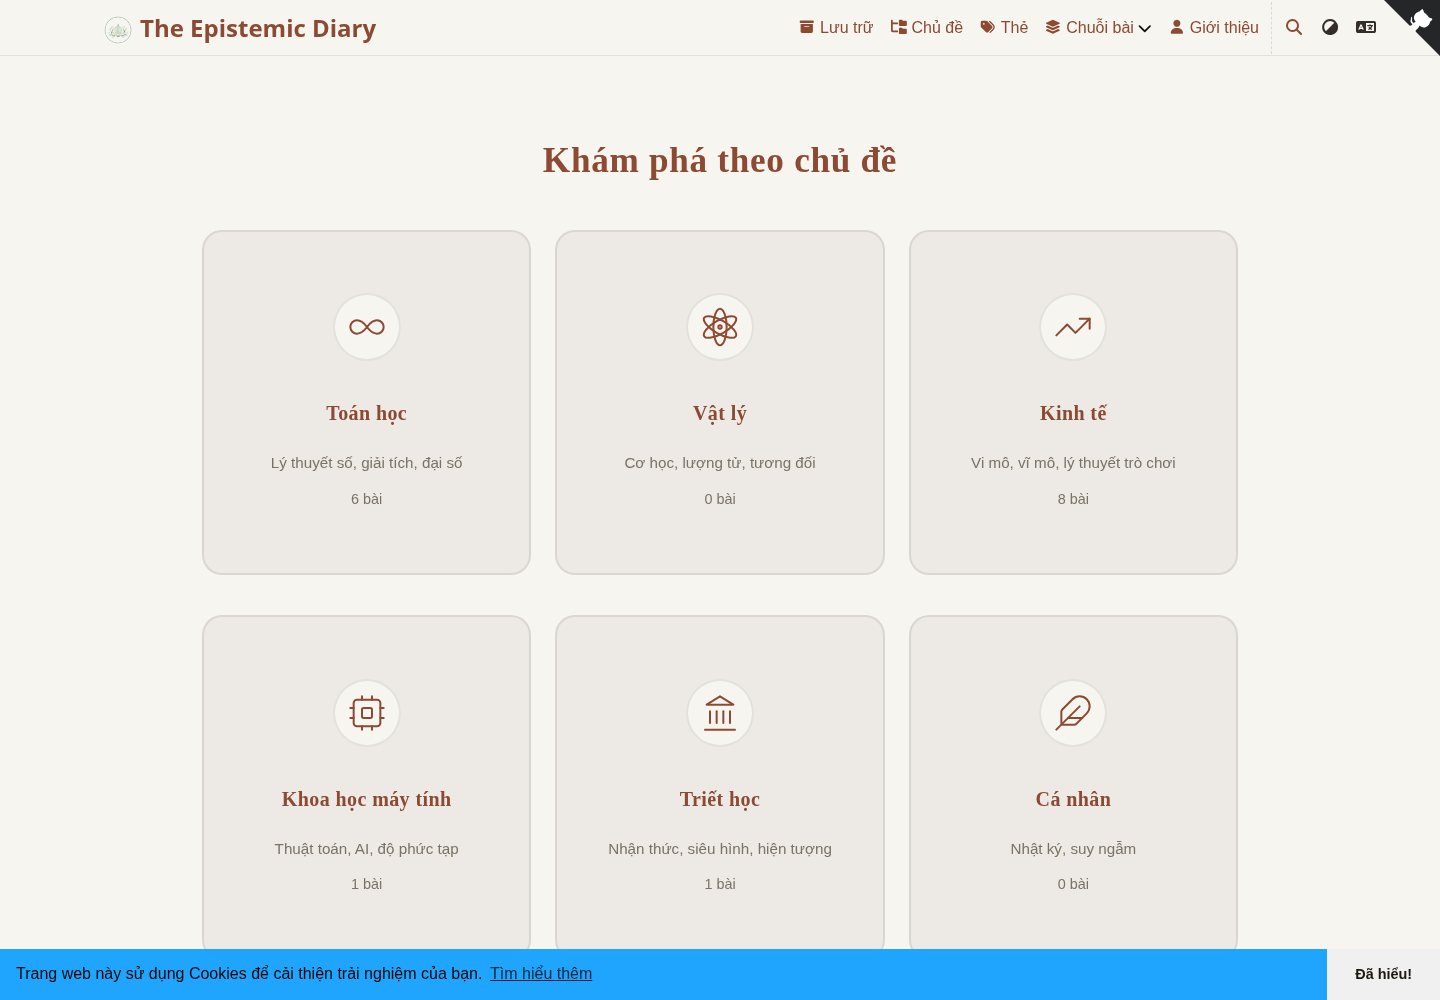 The Epistemic Diary
Lưu trữ Chủ đề Thẻ Chuỗi bài Giới thiệu
Khám phá theo chủ đề
Toán học
Lý thuyết số, giải tích, đại số
6 bài
Vật lý
Cơ học, lượng tử, tương đối
0 bài
Kinh tế
Vi mô, vĩ mô, lý thuyết trò chơi
8 bài
Khoa học máy tính
Thuật toán, AI, độ phức tạp
1 bài
Triết học
Nhận thức, siêu hình, hiện tượng
1 bài
Cá nhân
Nhật ký, suy ngẫm
0 bài
Trang web này sử dụng Cookies để cải thiện trải nghiệm của bạn. Tìm hiểu thêm
Đã hiểu!